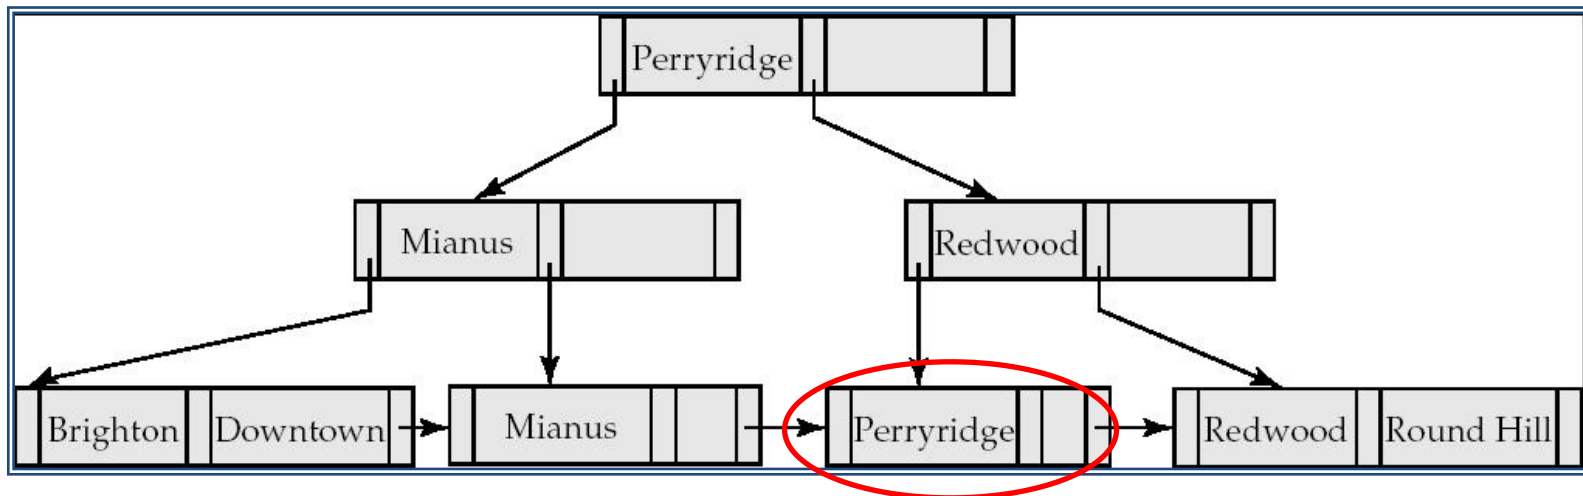 Perryridge
Mianus
Redwood
Brighton Downtown
Mianus
Perryridge
Redwood Round Hill